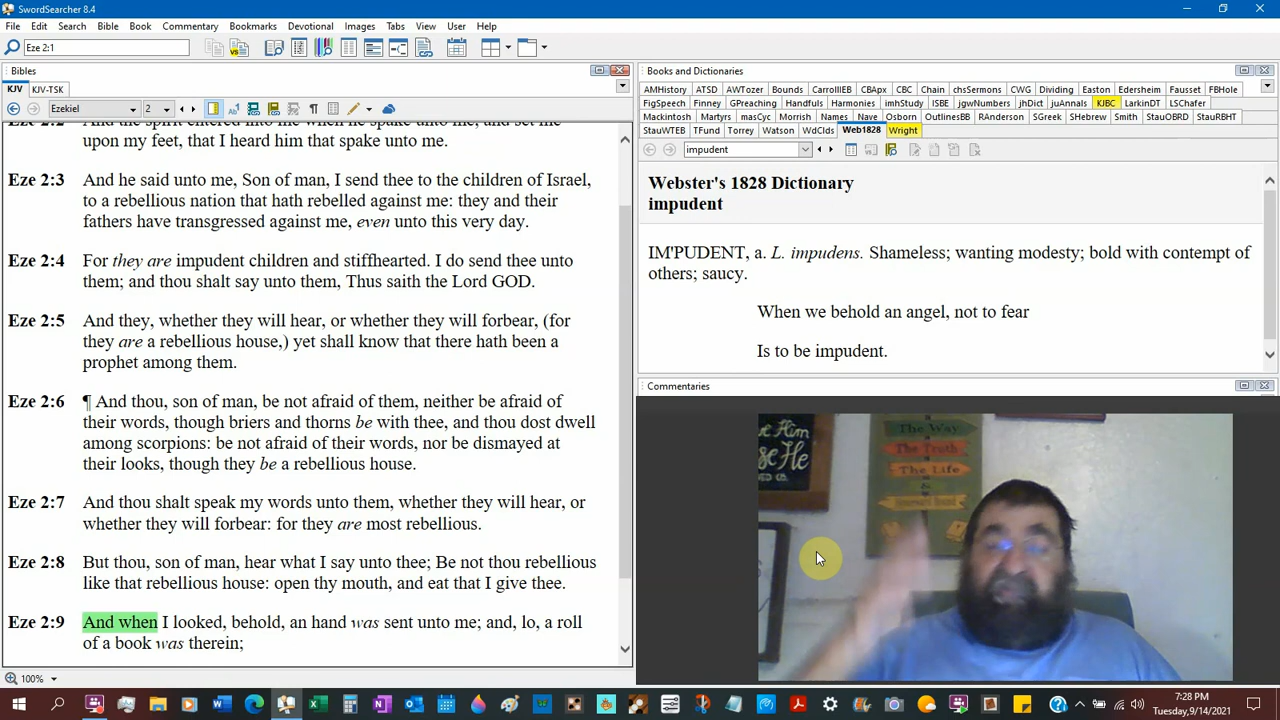 SwordSearcher 8.4
File Edit Search Bible Book Commentary Bookmarks Devotional Images Tabs View User Help
Eze 2:1
Bibles
KJV KJV-TSK
Ezekiel 2
upon my feet, that I heard him that spake unto me.
Eze 2:3 And he said unto me, Son of man, I send thee to the children of Israel,
to a rebellious nation that hath rebelled against me: they and their
fathers have transgressed against me, even unto this very day.
Eze 2:4 For they are impudent children and stiffhearted. I do send thee unto
them; and thou shalt say unto them, Thus saith the Lord GOD.
Eze 2:5 And they, whether they will hear, or whether they will forbear, (for
they are a rebellious house,) yet shall know that there hath been a
prophet among them.
Eze 2:6 ¶ And thou, son of man, be not afraid of them, neither be afraid of
their words, though briers and thorns be with thee, and thou dost dwell
among scorpions: be not afraid of their words, nor be dismayed at
their looks, though they be a rebellious house.
Eze 2:7 And thou shalt speak my words unto them, whether they will hear, or
whether they will forbear: for they are most rebellious.
Eze 2:8 But thou, son of man, hear what I say unto thee; Be not thou rebellious
like that rebellious house: open thy mouth, and eat that I give thee.
Eze 2:9 And when I looked, behold, an hand was sent unto me; and, lo, a roll
of a book was therein;
100%
Books and Dictionaries
AMHistory ATSD AWTozer Bounds CarrollIEB CBApx CBC Chain chsSermons CWG Dividing Easton Edersheim Fausset FBHole
FigSpeech Finney GPreaching Handfuls Harmonies imhStudy ISBE jgwNumbers jhDict juAnnals KJBC LarkinDT LSChafer
Mackintosh Martyrs masCyc Morrish Names Nave Osborn OutlinesBB RAnderson SGreek SHebrew Smith StauOBRD StauRBHT
StauWTEB TFund Torrey Watson WdClds Web1828 Wright
impudent
Webster's 1828 Dictionary
impudent
IM'PUDENT, a. L. impudens. Shameless; wanting modesty; bold with contempt of
others; saucy.
When we behold an angel, not to fear
Is to be impudent.
Commentaries
The Way
The Truth
The Life
&
7:28 PM
Tuesday,9/14/2021